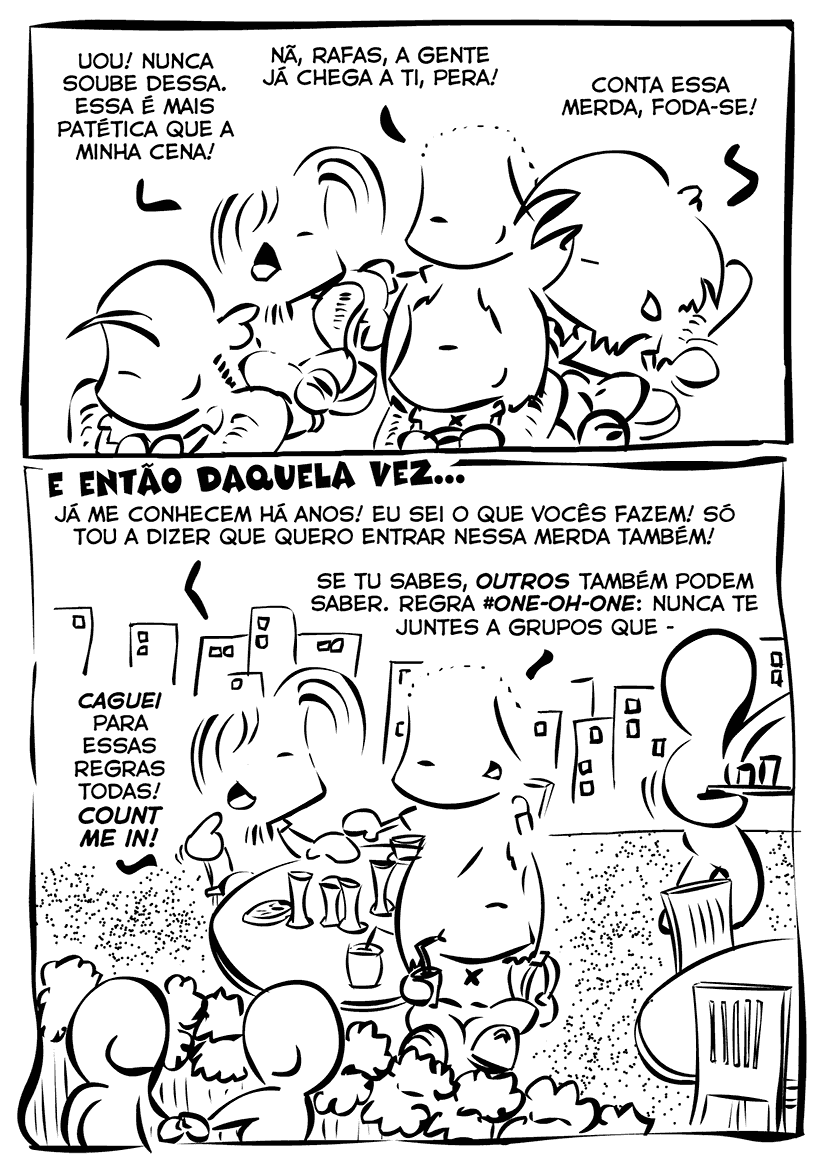 UOU! NUNCA
SOUBE DESSA.
ESSA É MAIS
PATÉTICA QUE A
MINHA CENA!
NÃ, RAFAS, A GENTE
JÁ CHEGA A TI, PERA!
CONTA ESSA
MERDA, FODA-SE!
E ENTÃO DAQUELA VEZ...
JÁ ME CONHECEM HÁ ANOS! EU SEI O QUE VOCÊS FAZEM! SÓ
TOU A DIZER QUE QUERO ENTRAR NESSA MERDA TAMBÉM!
SE TU SABES, OUTROS TAMBÉM PODEM
SABER. REGRA #ONE-OH-ONE: NUNCA TE
JUNTES A GRUPOS QUE -
CAGUEI
PARA
ESSAS
REGRAS
TODAS!
COUNT
ME IN!